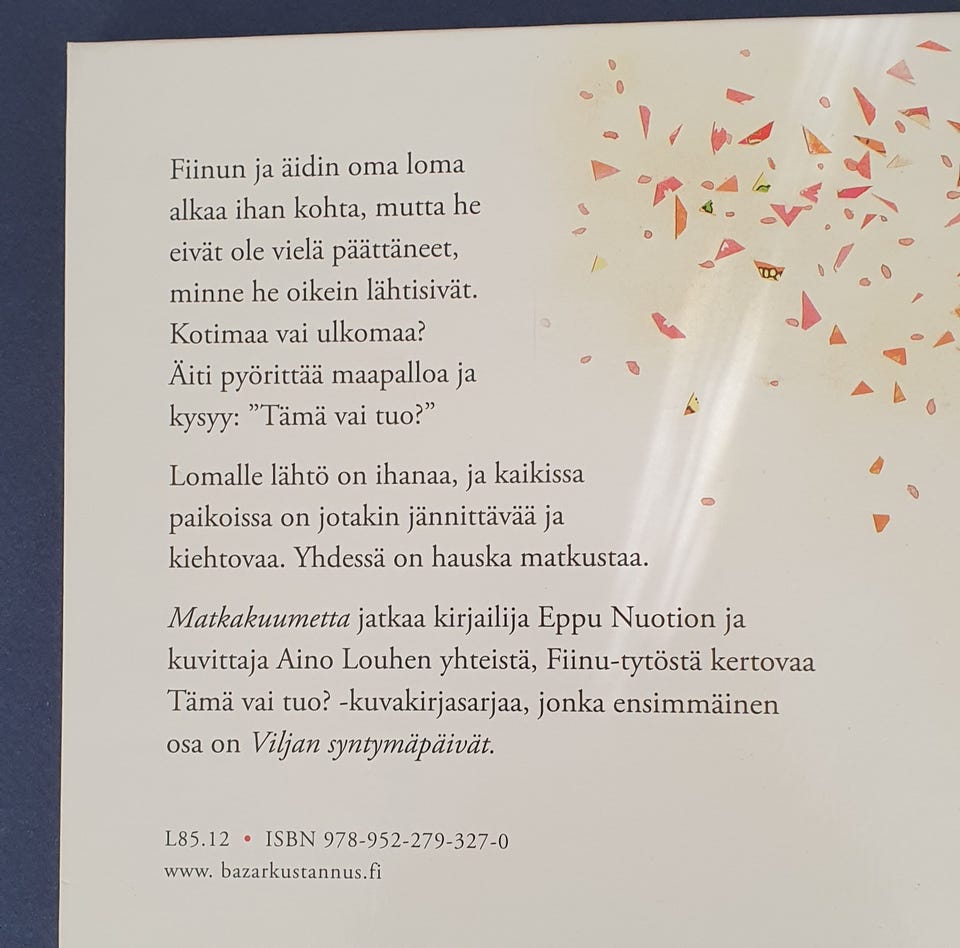 Fiinun ja äidin oma loma
alkaa ihan kohta, mutta he
eivät ole vielä päättäneet,
minne he oikein lähtisivät.
Kotimaa vai ulkomaa?
Äiti pyörittää maapalloa ja
kysyy: ”Tämä vai tuo?”
Lomalle lähtö on ihanaa, ja kaikissa
paikoissa on jotakin jännittävää ja
kiehtovaa. Yhdessä on hauska matkustaa.
Matkakuumetta jatkaa kirjailija Eppu Nuotion ja
kuvittaja Aino Louhen yhteistä, Fiinu-tytöstä kertovaa
Tämä vai tuo? -kuvakirjasarjaa, jonka ensimmäinen
osa on Viljan syntymäpäivät.
L85.12 • ISBN 978-952-279-327-0
www. bazarkustannus.fi